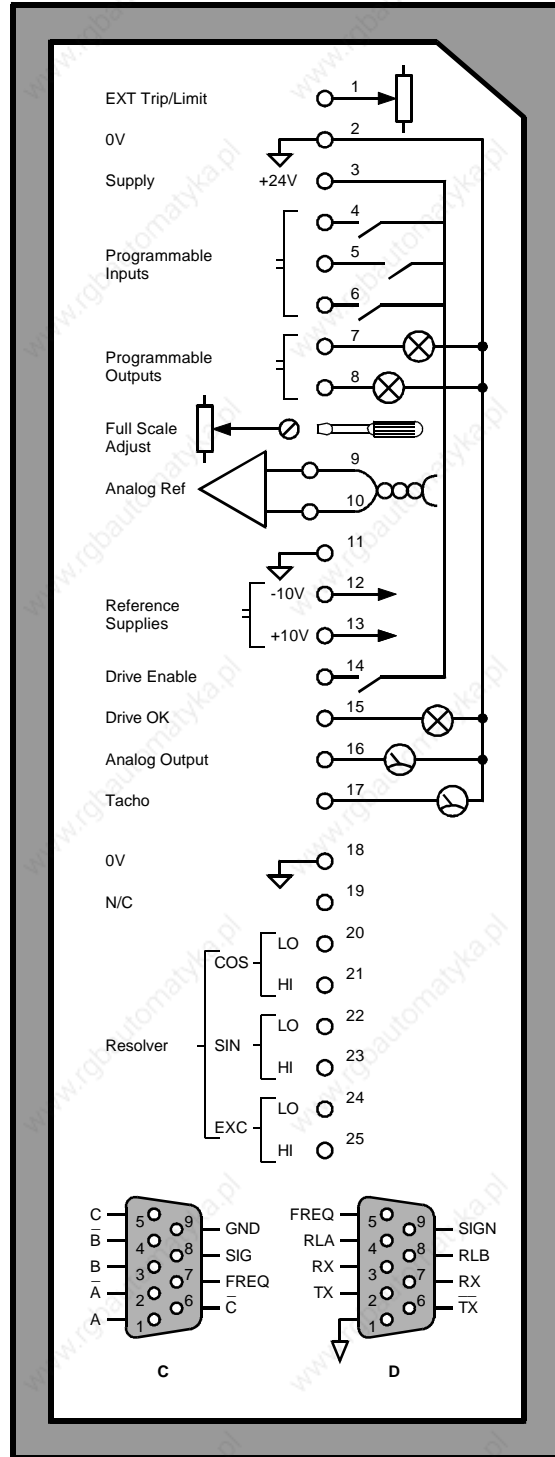 EXT Trip/Limit 1
0V 2
Supply +24V 3
4
Programmable
Inputs
5
6
Programmable
Outputs
7
8
Full Scale
Adjust
Analog Ref
9
10
11
Reference
Supplies
-10V 12
+10V 13
Drive Enable 14
Drive OK 15
Analog Output 16
Tacho 17
0V 18
N/C 19
Resolver
COS
LO 20
HI 21
SIN
LO 22
HI 23
EXC
LO 24
HI 25
C 5 9 GND
B̅ 4 8 SIG
B 3 7 FREQ
A̅ 2 6 C̅
A 1
C
FREQ 5 9 SIGN
RLA 4 8 RLB
RX 3 7 RX
TX 2 6 T̅X̅
1
D
www.rgbautomatyka.pl